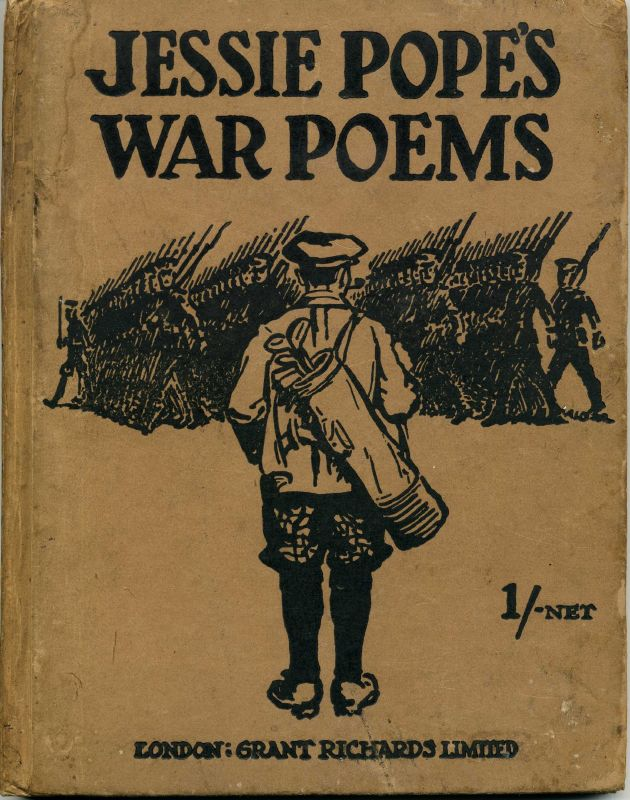 JESSIE POPE'S
WAR POEMS
1/-NET
LONDON: GRANT RICHARDS LIMITED